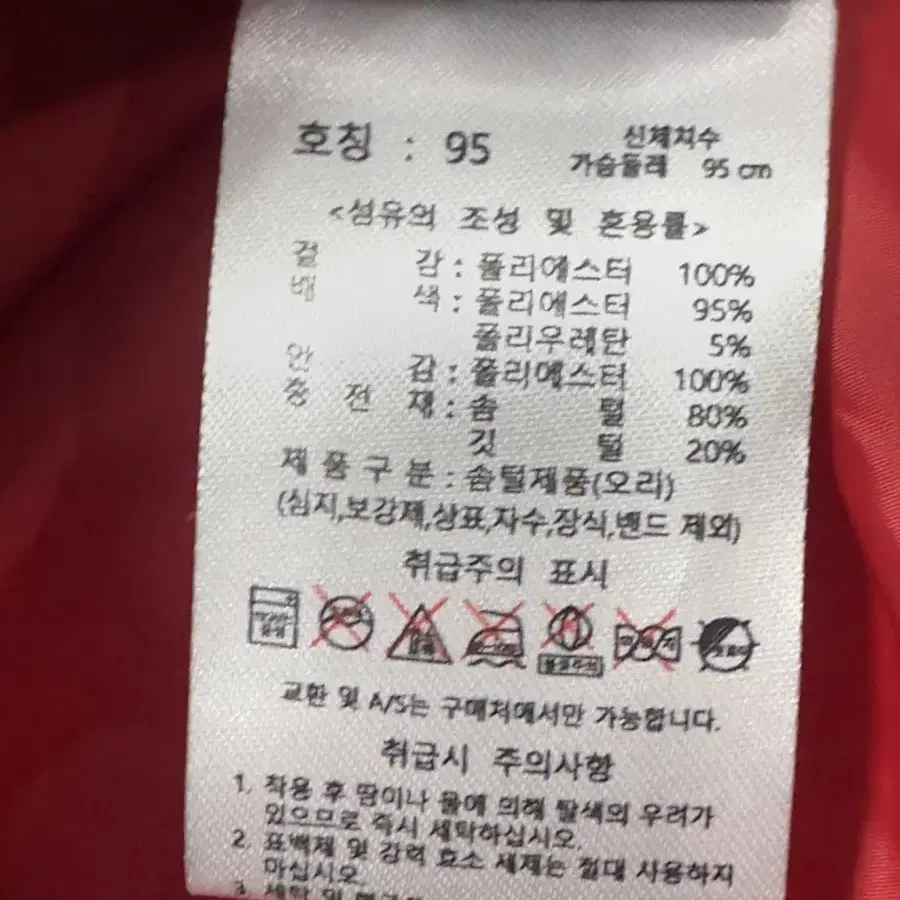 호칭 : 95
신체치수
가슴둘레 95 cm
<섬유의 조성 및 혼용률>
겉 감 : 폴리에스터 100%
배 색 : 폴리에스터 95%
폴리우레탄 5%
안 감 : 폴리에스터 100%
충 전 재 : 솜 털 80%
깃 털 20%
제 품 구 분 : 솜털제품(오리)
(심지,보강제,상표,자수,장식,밴드 제외)
취급주의 표시
교환 및 A/S는 구매처에서만 가능합니다.
취급시 주의사항
1. 착용 후 땀이나 물에 의해 탈색의 우려가
있으므로 즉시 세탁하십시오.
2. 표백제 및 강력 효소 세제는 절대 사용하지
마십시오.
3. 세탁 및